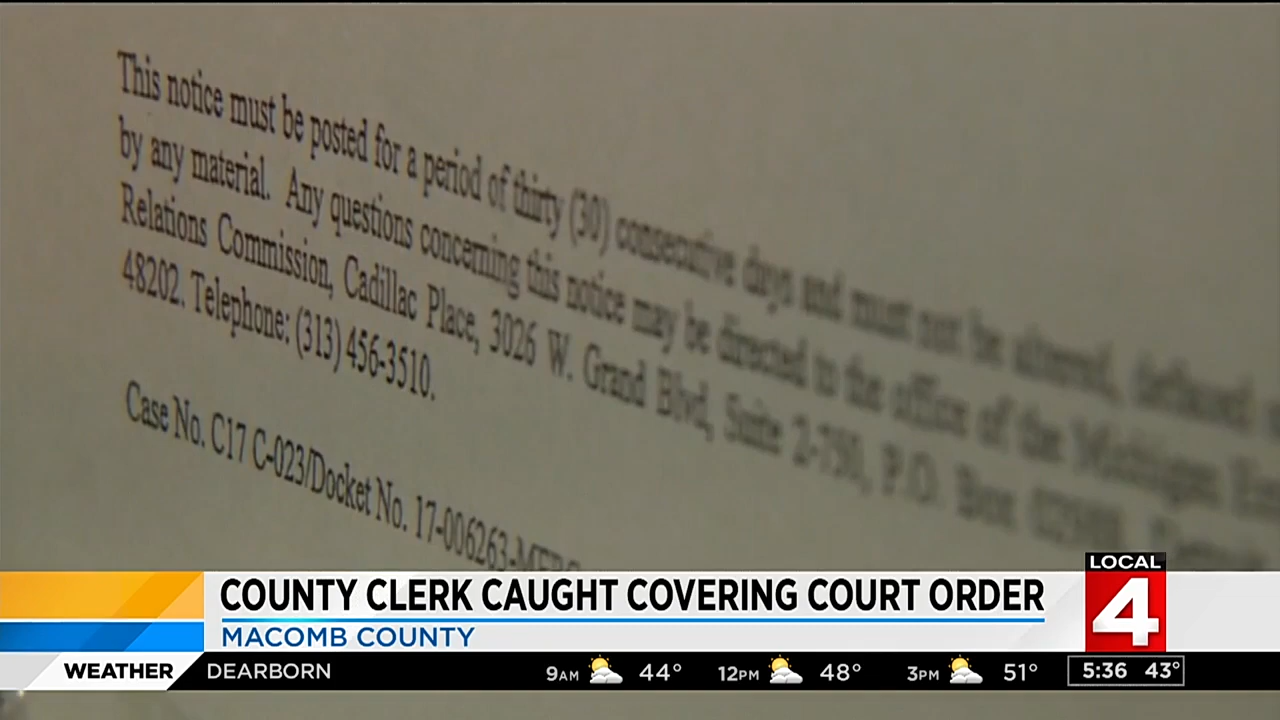 This notice must be posted for a period of thirty (30) consecutive days and must not be altered, defaced
by any material. Any questions concerning this notice may be directed to the office of the Michigan
Relations Commission, Cadillac Place, 3026 W. Grand Blvd, Suite 2-750, P.O. Box
48202. Telephone: (313) 456-3510.
Case No. C17 C-023/Docket No. 17-006263-MERC
COUNTY CLERK CAUGHT COVERING COURT ORDER
MACOMB COUNTY
LOCAL
4
WEATHER DEARBORN 9AM 44° 12PM 48° 3PM 51° 5:36 43°